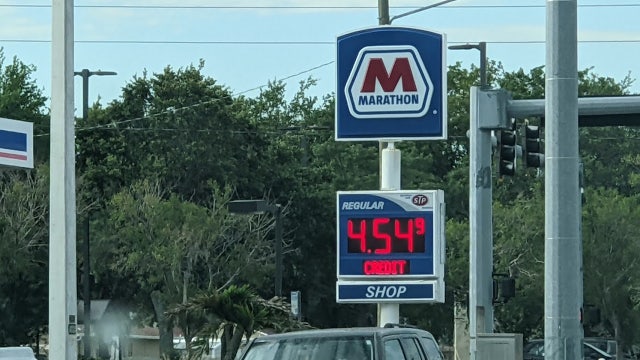 M
MARATHON
REGULAR
STP
4.54 9
CREDIT
SHOP